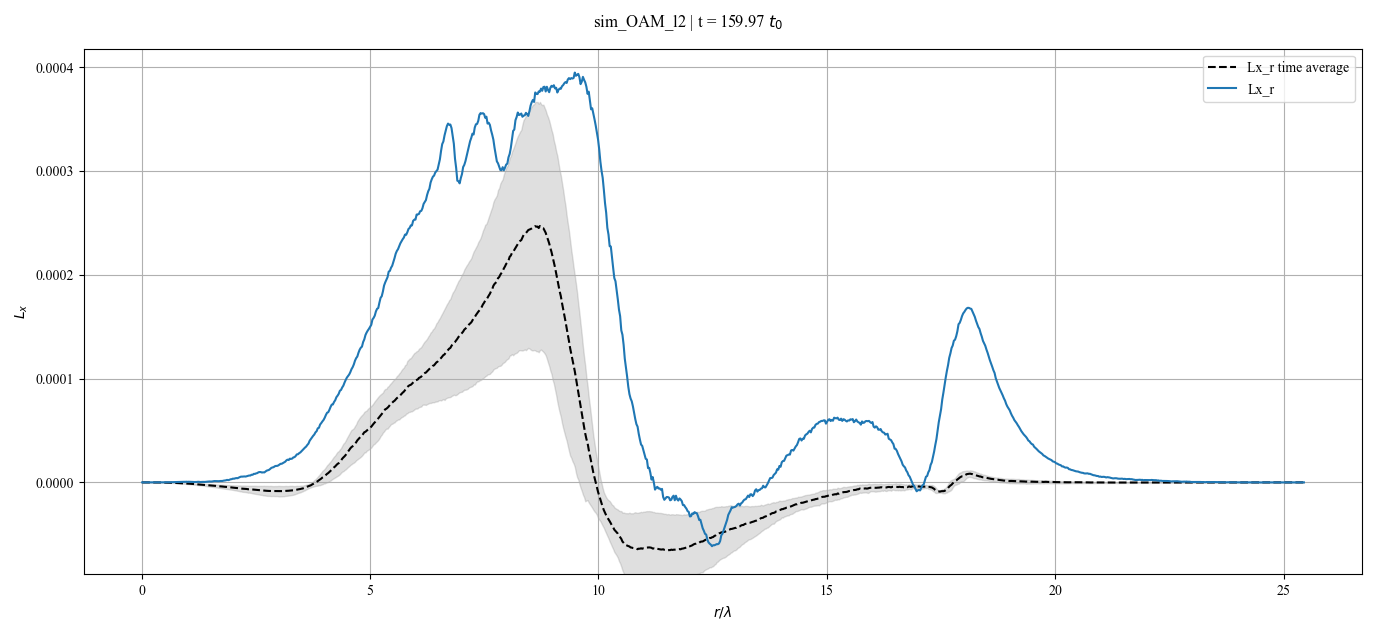 sim_OAM_l2 | t = 159.97 t₀
Lx_r time average
Lx_r
0.0004
0.0003
0.0002
0.0001
0.0000
Lₓ
0 5 10 15 20 25
r/λ